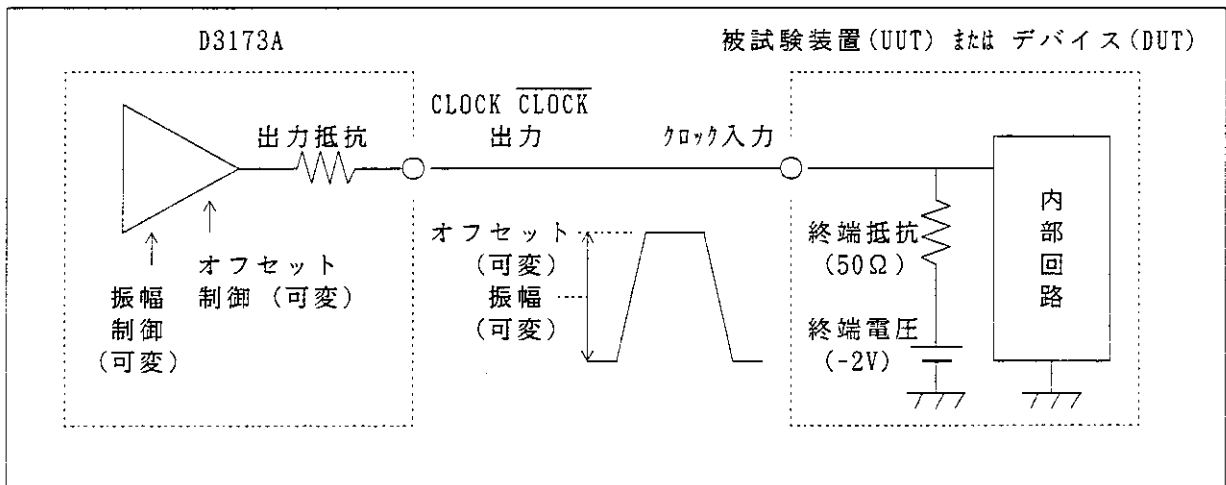 D3173A
被試験装置(UUT) または デバイス(DUT)
CLOCK CLOCK
出力
出力抵抗
クロック入力
オフセット
制御 (可変)
振幅
制御
(可変)
オフセット
(可変)
振幅
(可変)
終端抵抗
(50Ω)
終端電圧
(-2V)
内部回路